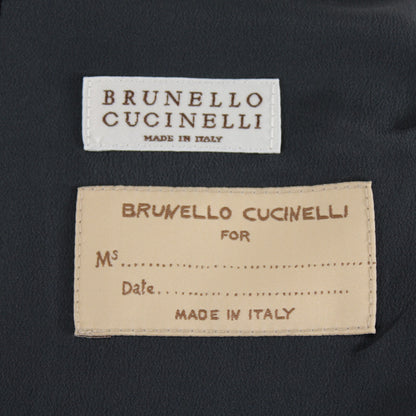 BRUNELLO
CUCINELLI
MADE IN ITALY
BRUNELLO CUCINELLI
FOR
Ms............................................
Date........................................
MADE IN ITALY